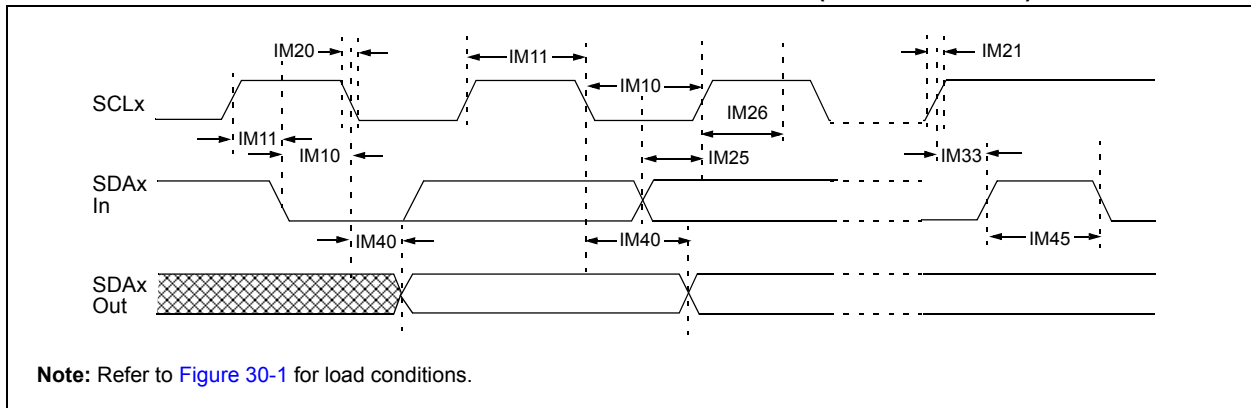 IM20
IM11
IM21
IM10
SCLx
IM26
IM11
IM10
IM25
IM33
SDAx
In
IM40
IM40
IM45
SDAx
Out
Note: Refer to Figure 30-1 for load conditions.